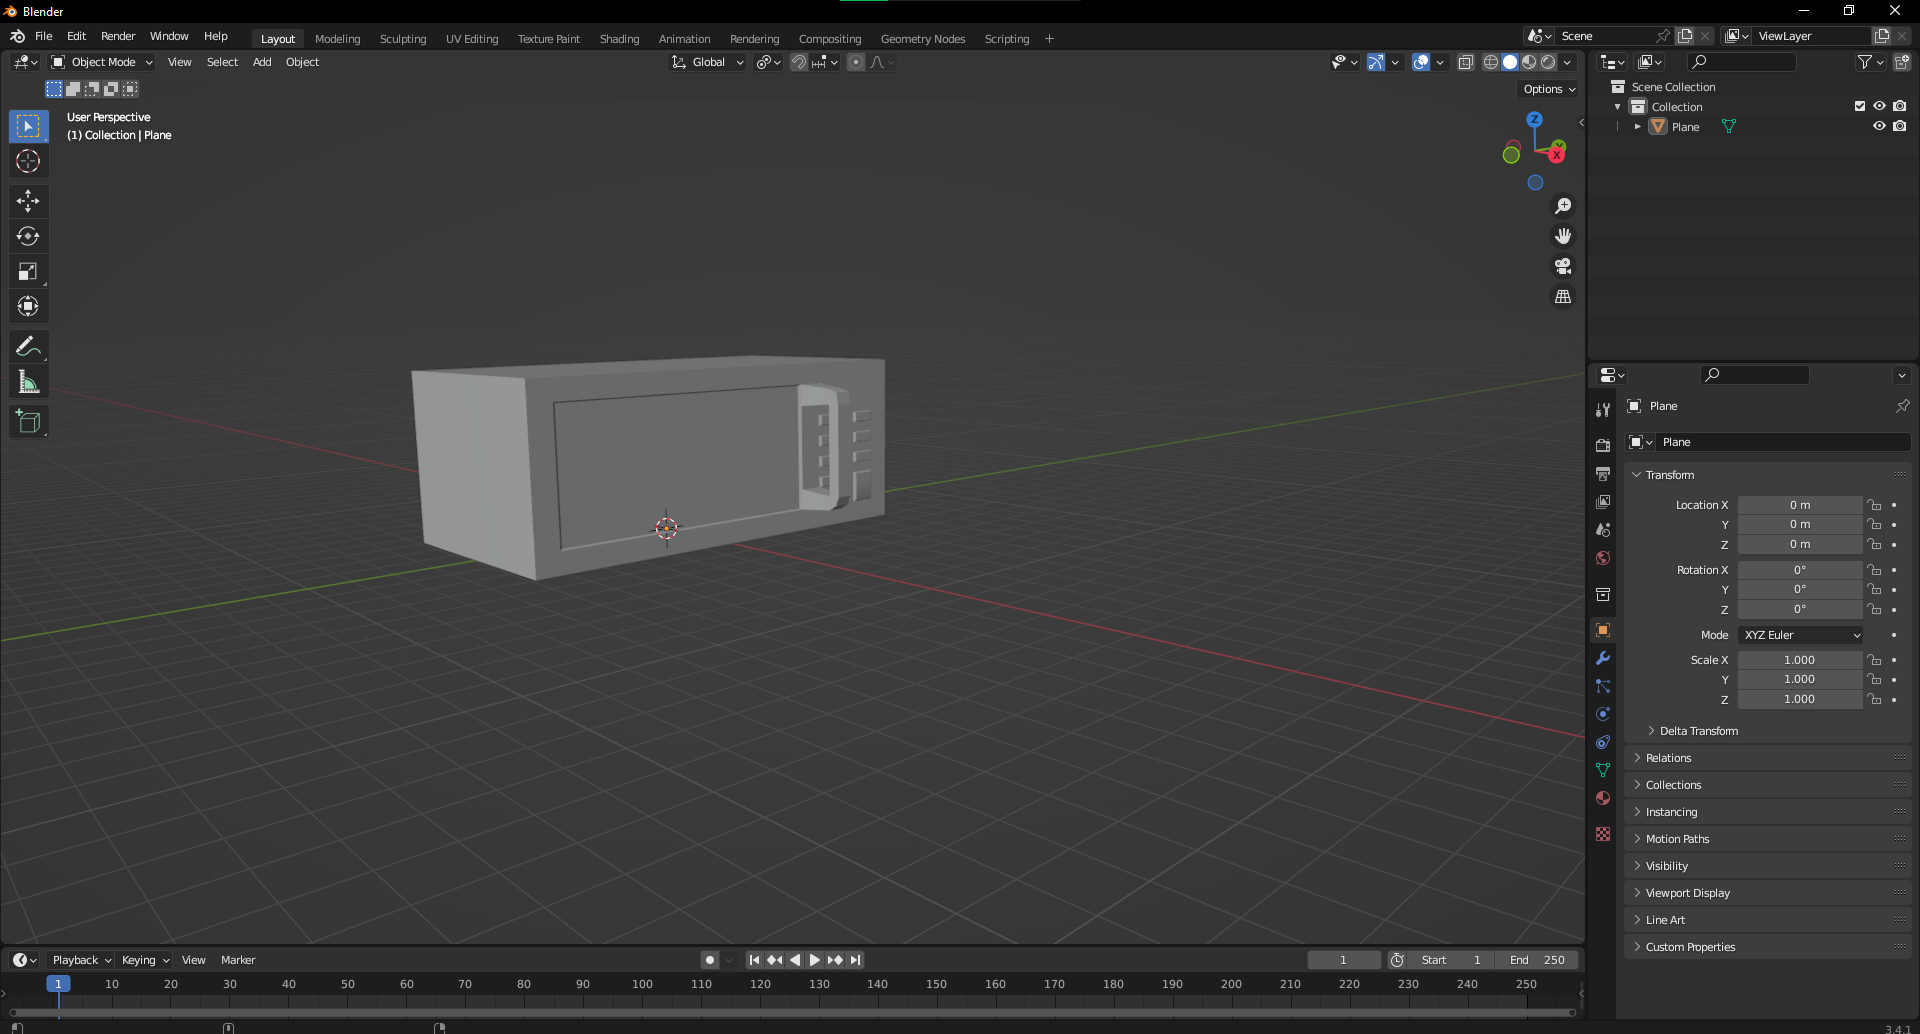 Blender
File Edit Render Window Help Layout Modeling Sculpting UV Editing Texture Paint Shading Animation Rendering Compositing Geometry Nodes Scripting + Scene ViewLayer
Object Mode View Select Add Object Global
Options
User Perspective
(1) Collection | Plane
Z
Y
X
Scene Collection
Collection
Plane
Plane
Plane
Transform
Location X 0 m
Y 0 m
Z 0 m
Rotation X 0°
Y 0°
Z 0°
Mode XYZ Euler
Scale X 1.000
Y 1.000
Z 1.000
Delta Transform
Relations
Collections
Instancing
Motion Paths
Visibility
Viewport Display
Line Art
Custom Properties
Playback Keying View Marker 1 Start 1 End 250
1 10 20 30 40 50 60 70 80 90 100 110 120 130 140 150 160 170 180 190 200 210 220 230 240 250
3.4.1